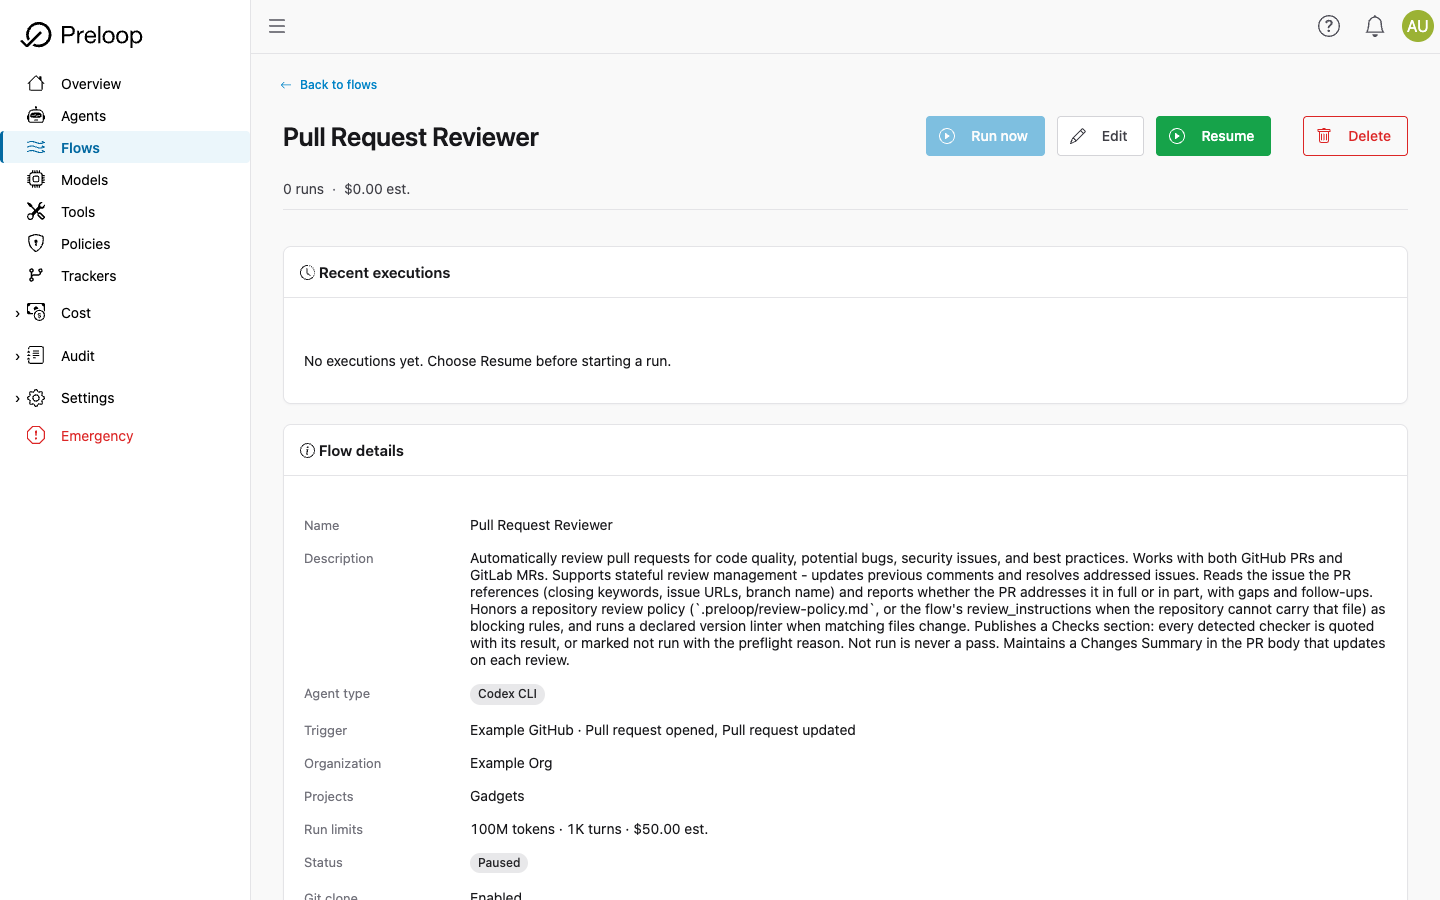 Preloop
AU
Overview
Agents
Flows
Models
Tools
Policies
Trackers
Cost
Audit
Settings
Emergency
← Back to flows
Pull Request Reviewer
Run now
Edit
Resume
Delete
0 runs · $0.00 est.
Recent executions
No executions yet. Choose Resume before starting a run.
Flow details
Name Pull Request Reviewer
Description Automatically review pull requests for code quality, potential bugs, security issues, and best practices. Works with both GitHub PRs and
GitLab MRs. Supports stateful review management - updates previous comments and resolves addressed issues. Reads the issue the PR
references (closing keywords, issue URLs, branch name) and reports whether the PR addresses it in full or in part, with gaps and follow-ups.
Honors a repository review policy (`.preloop/review-policy.md`, or the flow's review_instructions when the repository cannot carry that file) as
blocking rules, and runs a declared version linter when matching files change. Publishes a Checks section: every detected checker is quoted
with its result, or marked not run with the preflight reason. Not run is never a pass. Maintains a Changes Summary in the PR body that updates
on each review.
Agent type Codex CLI
Trigger Example GitHub · Pull request opened, Pull request updated
Organization Example Org
Projects Gadgets
Run limits 100M tokens · 1K turns · $50.00 est.
Status Paused
Git clone Enabled